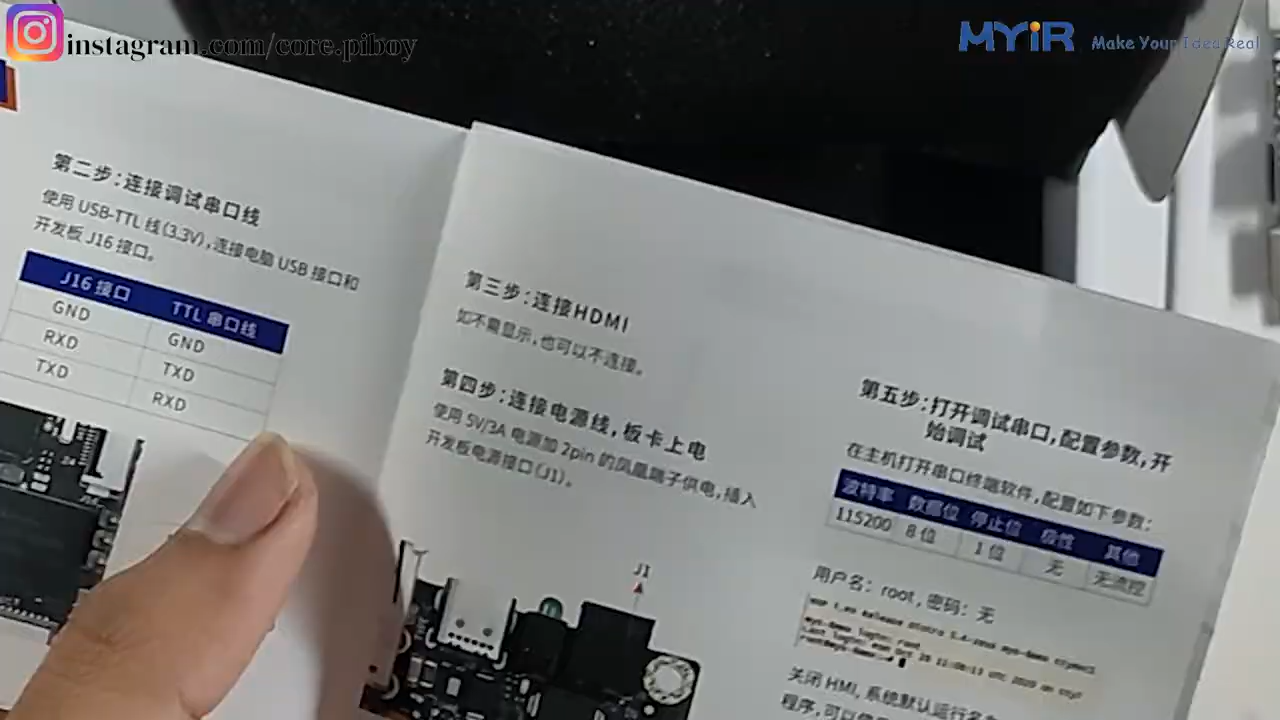 instagram.com/core.piboy
MYiR Make Your Idea Real
第二步:连接调试串口线
使用 USB-TTL 线(3.3V),连接电脑 USB 接口和
开发板 J16 接口。
J16 接口 TTL 串口线
GND GND
RXD TXD
TXD RXD
第三步:连接HDMI
如不需显示,也可以不连接。
第四步:连接电源线,板卡上电
使用 5V/3A 电源加 2pin 的凤凰端子供电,插入
开发板电源接口(J1)。
J1
第五步:打开调试串口,配置参数,开
始调试
在主机打开串口终端软件,配置如下参数:
波特率 数据位 停止位 极性 其他
115200 8 位 1 位 无 无流控
用户名: root , 密码: 无
关闭 HMI, 系统默认运行名为
程序,可以使用